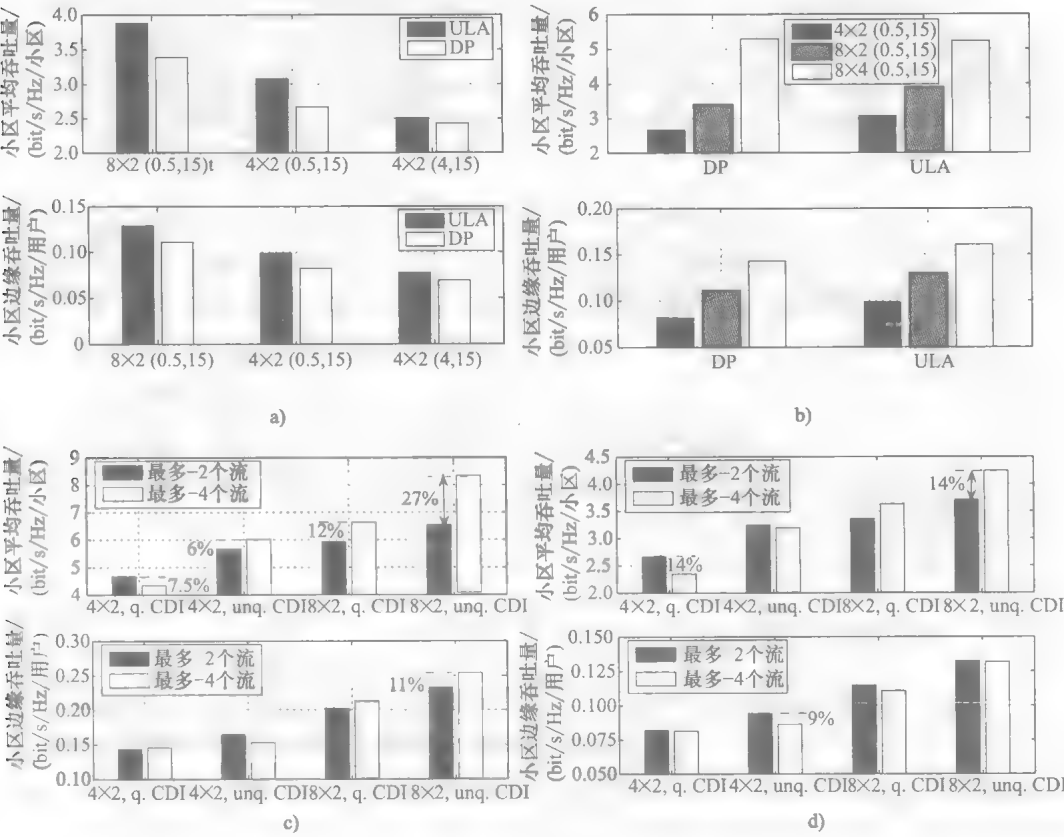 小区平均吞吐量/
(bit/s/Hz/小区)
4.0
3.5
3.0
2.5
2.0
ULA
DP
8×2 (0.5,15)t
4×2 (0.5,15)
4×2 (4,15)
小区边缘吞吐量/
(bit/s/Hz/用户)
0.15
0.10
0.05
0
ULA
DP
8×2 (0.5,15)
4×2 (0.5,15)
4×2 (4,15)
a)
小区平均吞吐量/
(bit/s/Hz/小区)
6
5
4
3
2
4×2 (0.5,15)
8×2 (0.5,15)
8×4 (0.5,15)
DP
ULA
小区边缘吞吐量/
(bit/s/Hz/用户)
0.20
0.15
0.10
0.05
DP
ULA
b)
小区平均吞吐量/
(bit/s/Hz/小区)
9
8
7
6
5
4
最多-2个流
最多-4个流
7.5%
6%
12%
27%
4×2, q. CDI
4×2, unq. CDI
8×2, q. CDI
8×2, unq. CDI
小区边缘吞吐量/
(bit/s/Hz/用户)
0.30
0.25
0.20
0.15
0.10
最多 2个流
最多-4个流
11%
4×2, q. CDI
4×2, unq. CDI
8×2, q. CDI
8×2, unq. CDI
c)
小区平均吞吐量/
(bit/s/Hz/小区)
4.5
4.0
3.5
3.0
2.5
2.0
最多-2个流
最多-4个流
14%
14%
4×2, q. CDI
4×2, unq. CDI
8×2, q. CDI
8×2, unq. CDI
小区边缘吞吐量/
(bit/s/Hz/用户)
0.150
0.125
0.100
0.075
0.050
最多 2个流
最多-4个流
9%
4×2, q. CDI
4×2, unq. CDI
8×2, q. CDI
8×2, unq. CDI
d)